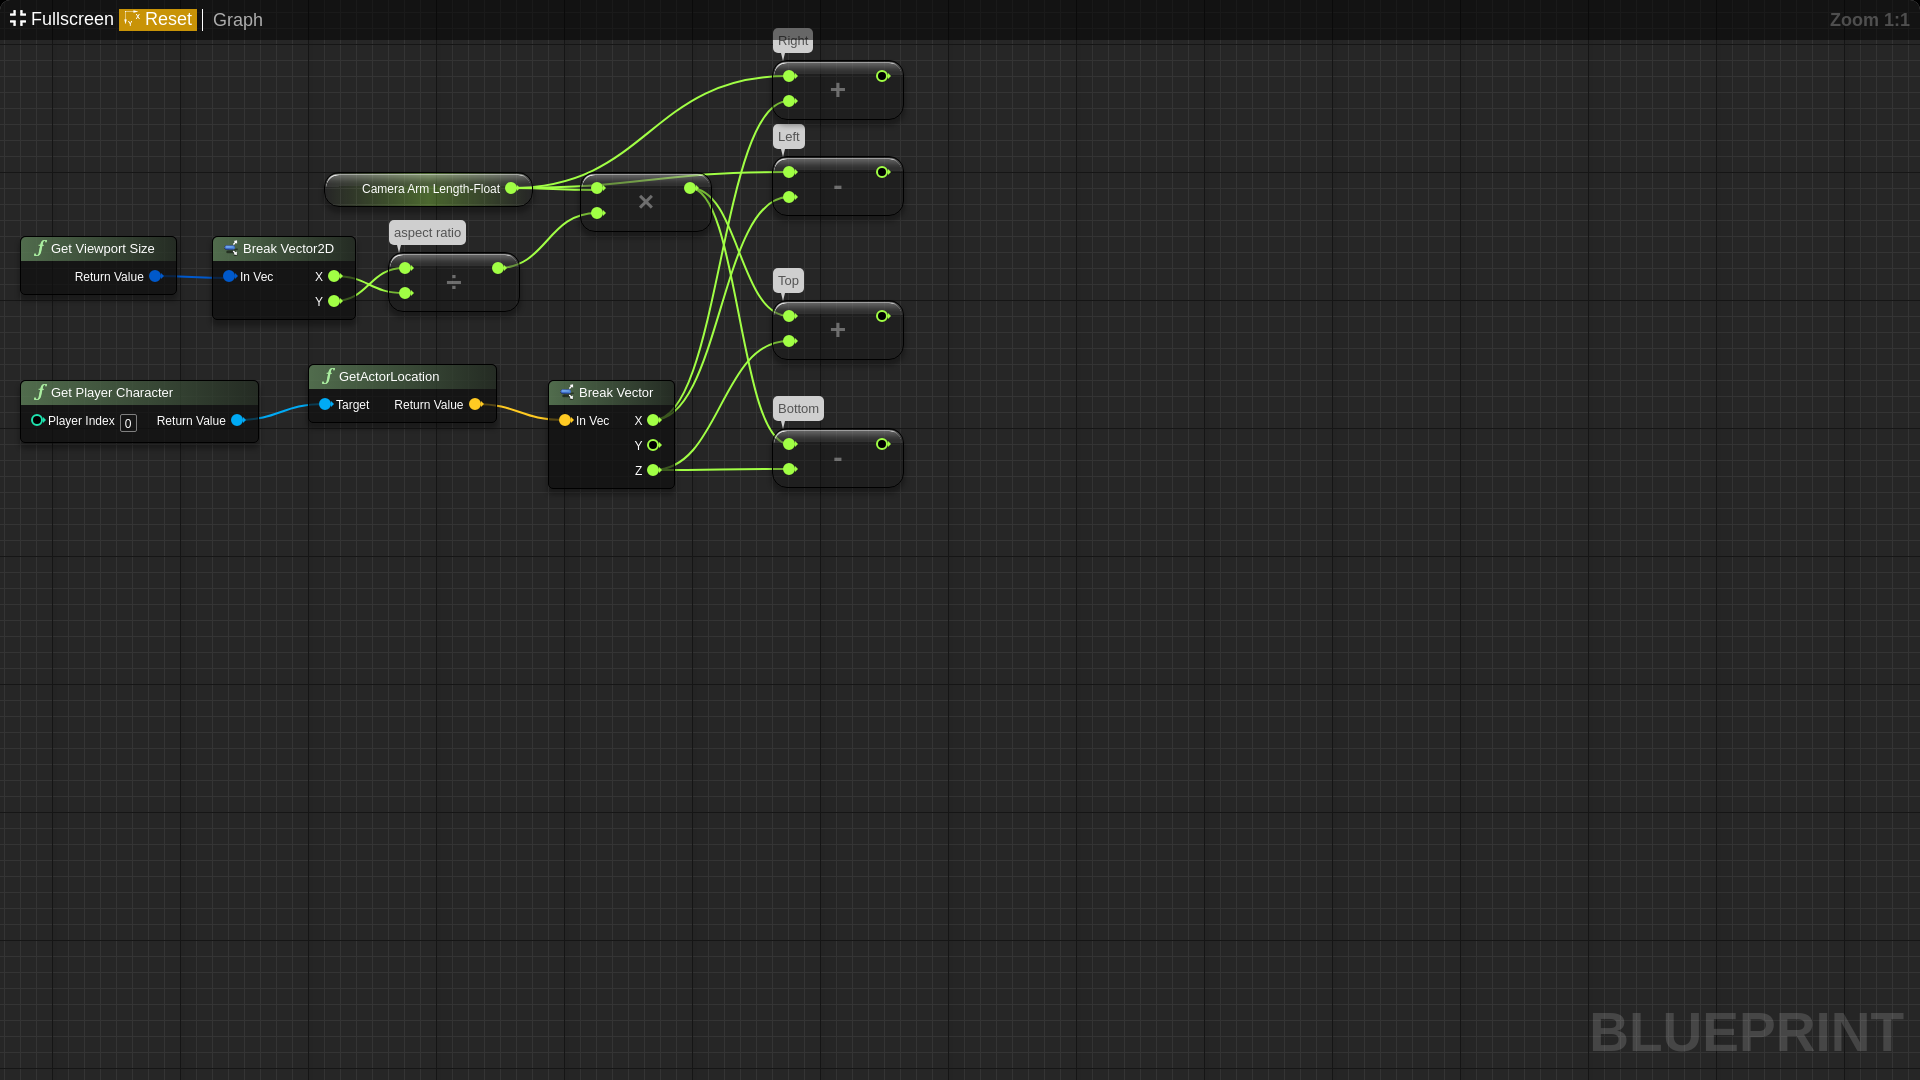 Fullscreen Reset Graph
Zoom 1:1
Right
+
Left
-
Camera Arm Length-Float
×
aspect ratio
÷
Get Viewport Size
Return Value
Break Vector2D
In Vec X
Y
Top
+
Get Player Character
Player Index 0 Return Value
GetActorLocation
Target Return Value
Break Vector
In Vec X
Y
Z
Bottom
-
BLUEPRINT